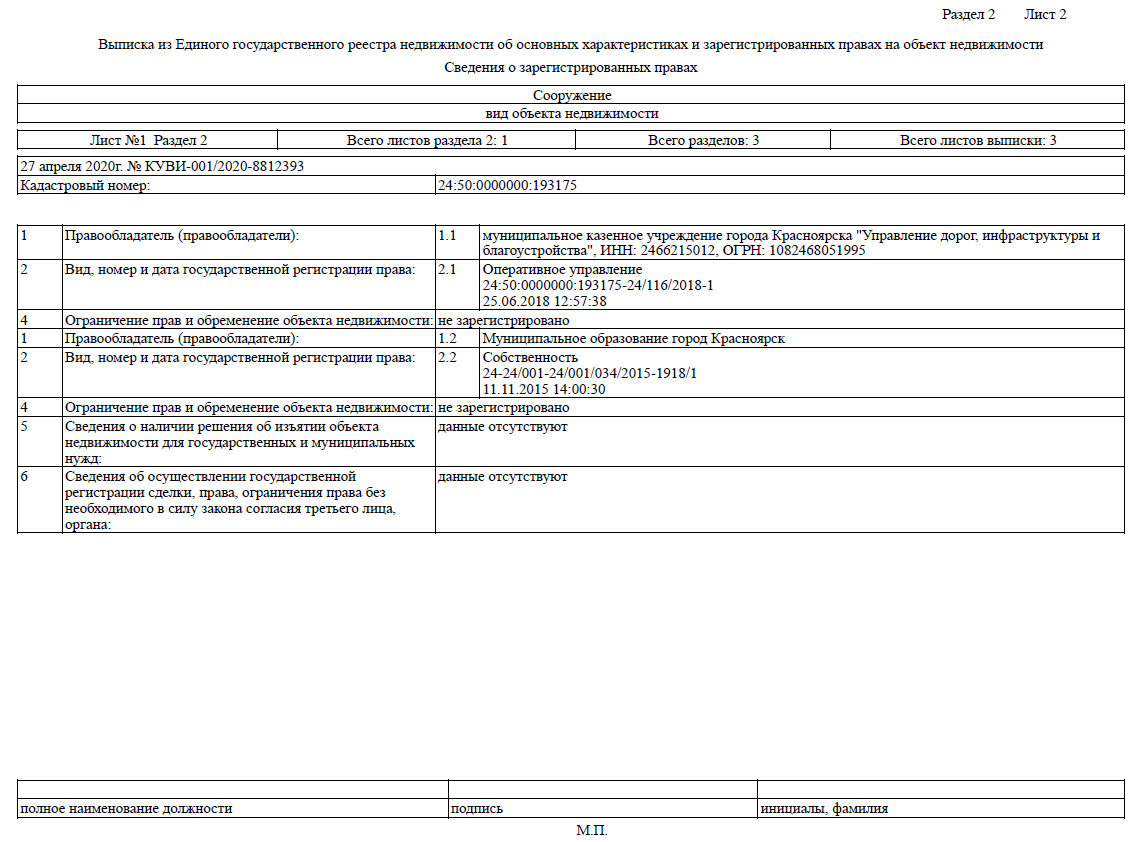 Раздел 2 Лист 2
Выписка из Единого государственного реестра недвижимости об основных характеристиках и зарегистрированных правах на объект недвижимости
Сведения о зарегистрированных правах
Сооружение
вид объекта недвижимости
Лист №1 Раздел 2 Всего листов раздела 2: 1 Всего разделов: 3 Всего листов выписки: 3
27 апреля 2020г. № КУВИ-001/2020-8812393
Кадастровый номер: 24:50:0000000:193175
1 Правообладатель (правообладатели): 1.1 муниципальное казенное учреждение города Красноярска "Управление дорог, инфраструктуры и
благоустройства", ИНН: 2466215012, ОГРН: 1082468051995
2 Вид, номер и дата государственной регистрации права: 2.1 Оперативное управление
24:50:0000000:193175-24/116/2018-1
25.06.2018 12:57:38
4 Ограничение прав и обременение объекта недвижимости: не зарегистрировано
1 Правообладатель (правообладатели): 1.2 Муниципальное образование город Красноярск
2 Вид, номер и дата государственной регистрации права: 2.2 Собственность
24-24/001-24/001/034/2015-1918/1
11.11.2015 14:00:30
4 Ограничение прав и обременение объекта недвижимости: не зарегистрировано
5 Сведения о наличии решения об изъятии объекта данные отсутствуют
недвижимости для государственных и муниципальных
нужд:
6 Сведения об осуществлении государственной данные отсутствуют
регистрации сделки, права, ограничения права без
необходимого в силу закона согласия третьего лица,
органа:
полное наименование должности подпись инициалы, фамилия
М.П.